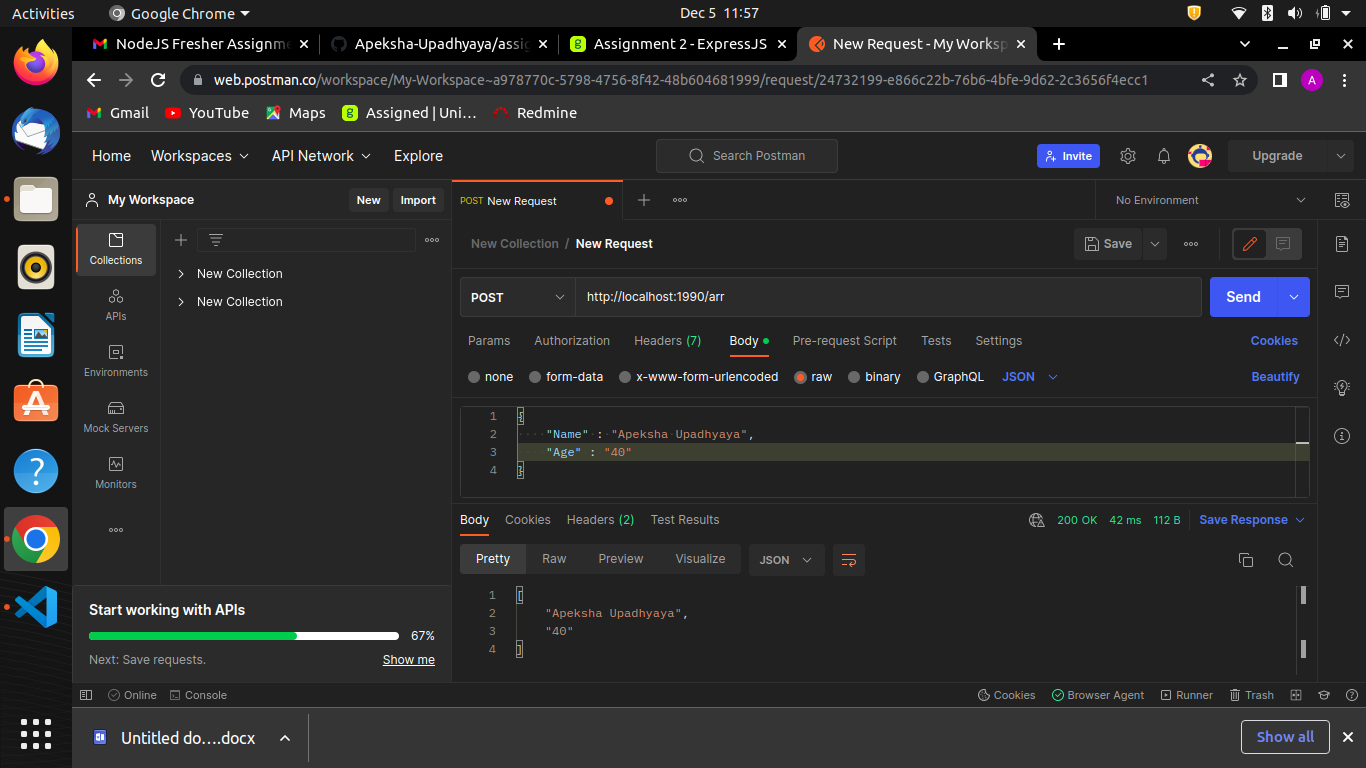 Activities
Google Chrome
Dec 5 11:57
NodeJS Fresher Assignme
Apeksha-Upadhyaya/assig
Assignment 2 - ExpressJS
New Request - My Worksp
web.postman.co/workspace/My-Workspace~a978770c-5798-4756-8f42-48b604681999/request/24732199-e866c22b-76b6-4bfe-9d62-2c3656f4ecc1
A
Gmail
YouTube
Maps
Assigned | Uni…
Redmine
Home
Workspaces
API Network
Explore
Search Postman
Invite
Upgrade
My Workspace
New
Import
POST New Request
No Environment
Collections
APIs
Environments
Mock Servers
Monitors
New Collection
New Collection
New Collection / New Request
Save
POST
http://localhost:1990/arr
Send
Params
Authorization
Headers (7)
Body
Pre-request Script
Tests
Settings
Cookies
none
form-data
x-www-form-urlencoded
raw
binary
GraphQL
JSON
Beautify
1 {
2 "Name" : "Apeksha Upadhyaya",
3 "Age" : "40"
4 }
Body
Cookies
Headers (2)
Test Results
200 OK
42 ms
112 B
Save Response
Pretty
Raw
Preview
Visualize
JSON
1 [
2 "Apeksha Upadhyaya",
3 "40"
4 ]
Start working with APIs
67%
Next: Save requests.
Show me
Online
Console
Cookies
Browser Agent
Runner
Trash
Untitled do….docx
Show all